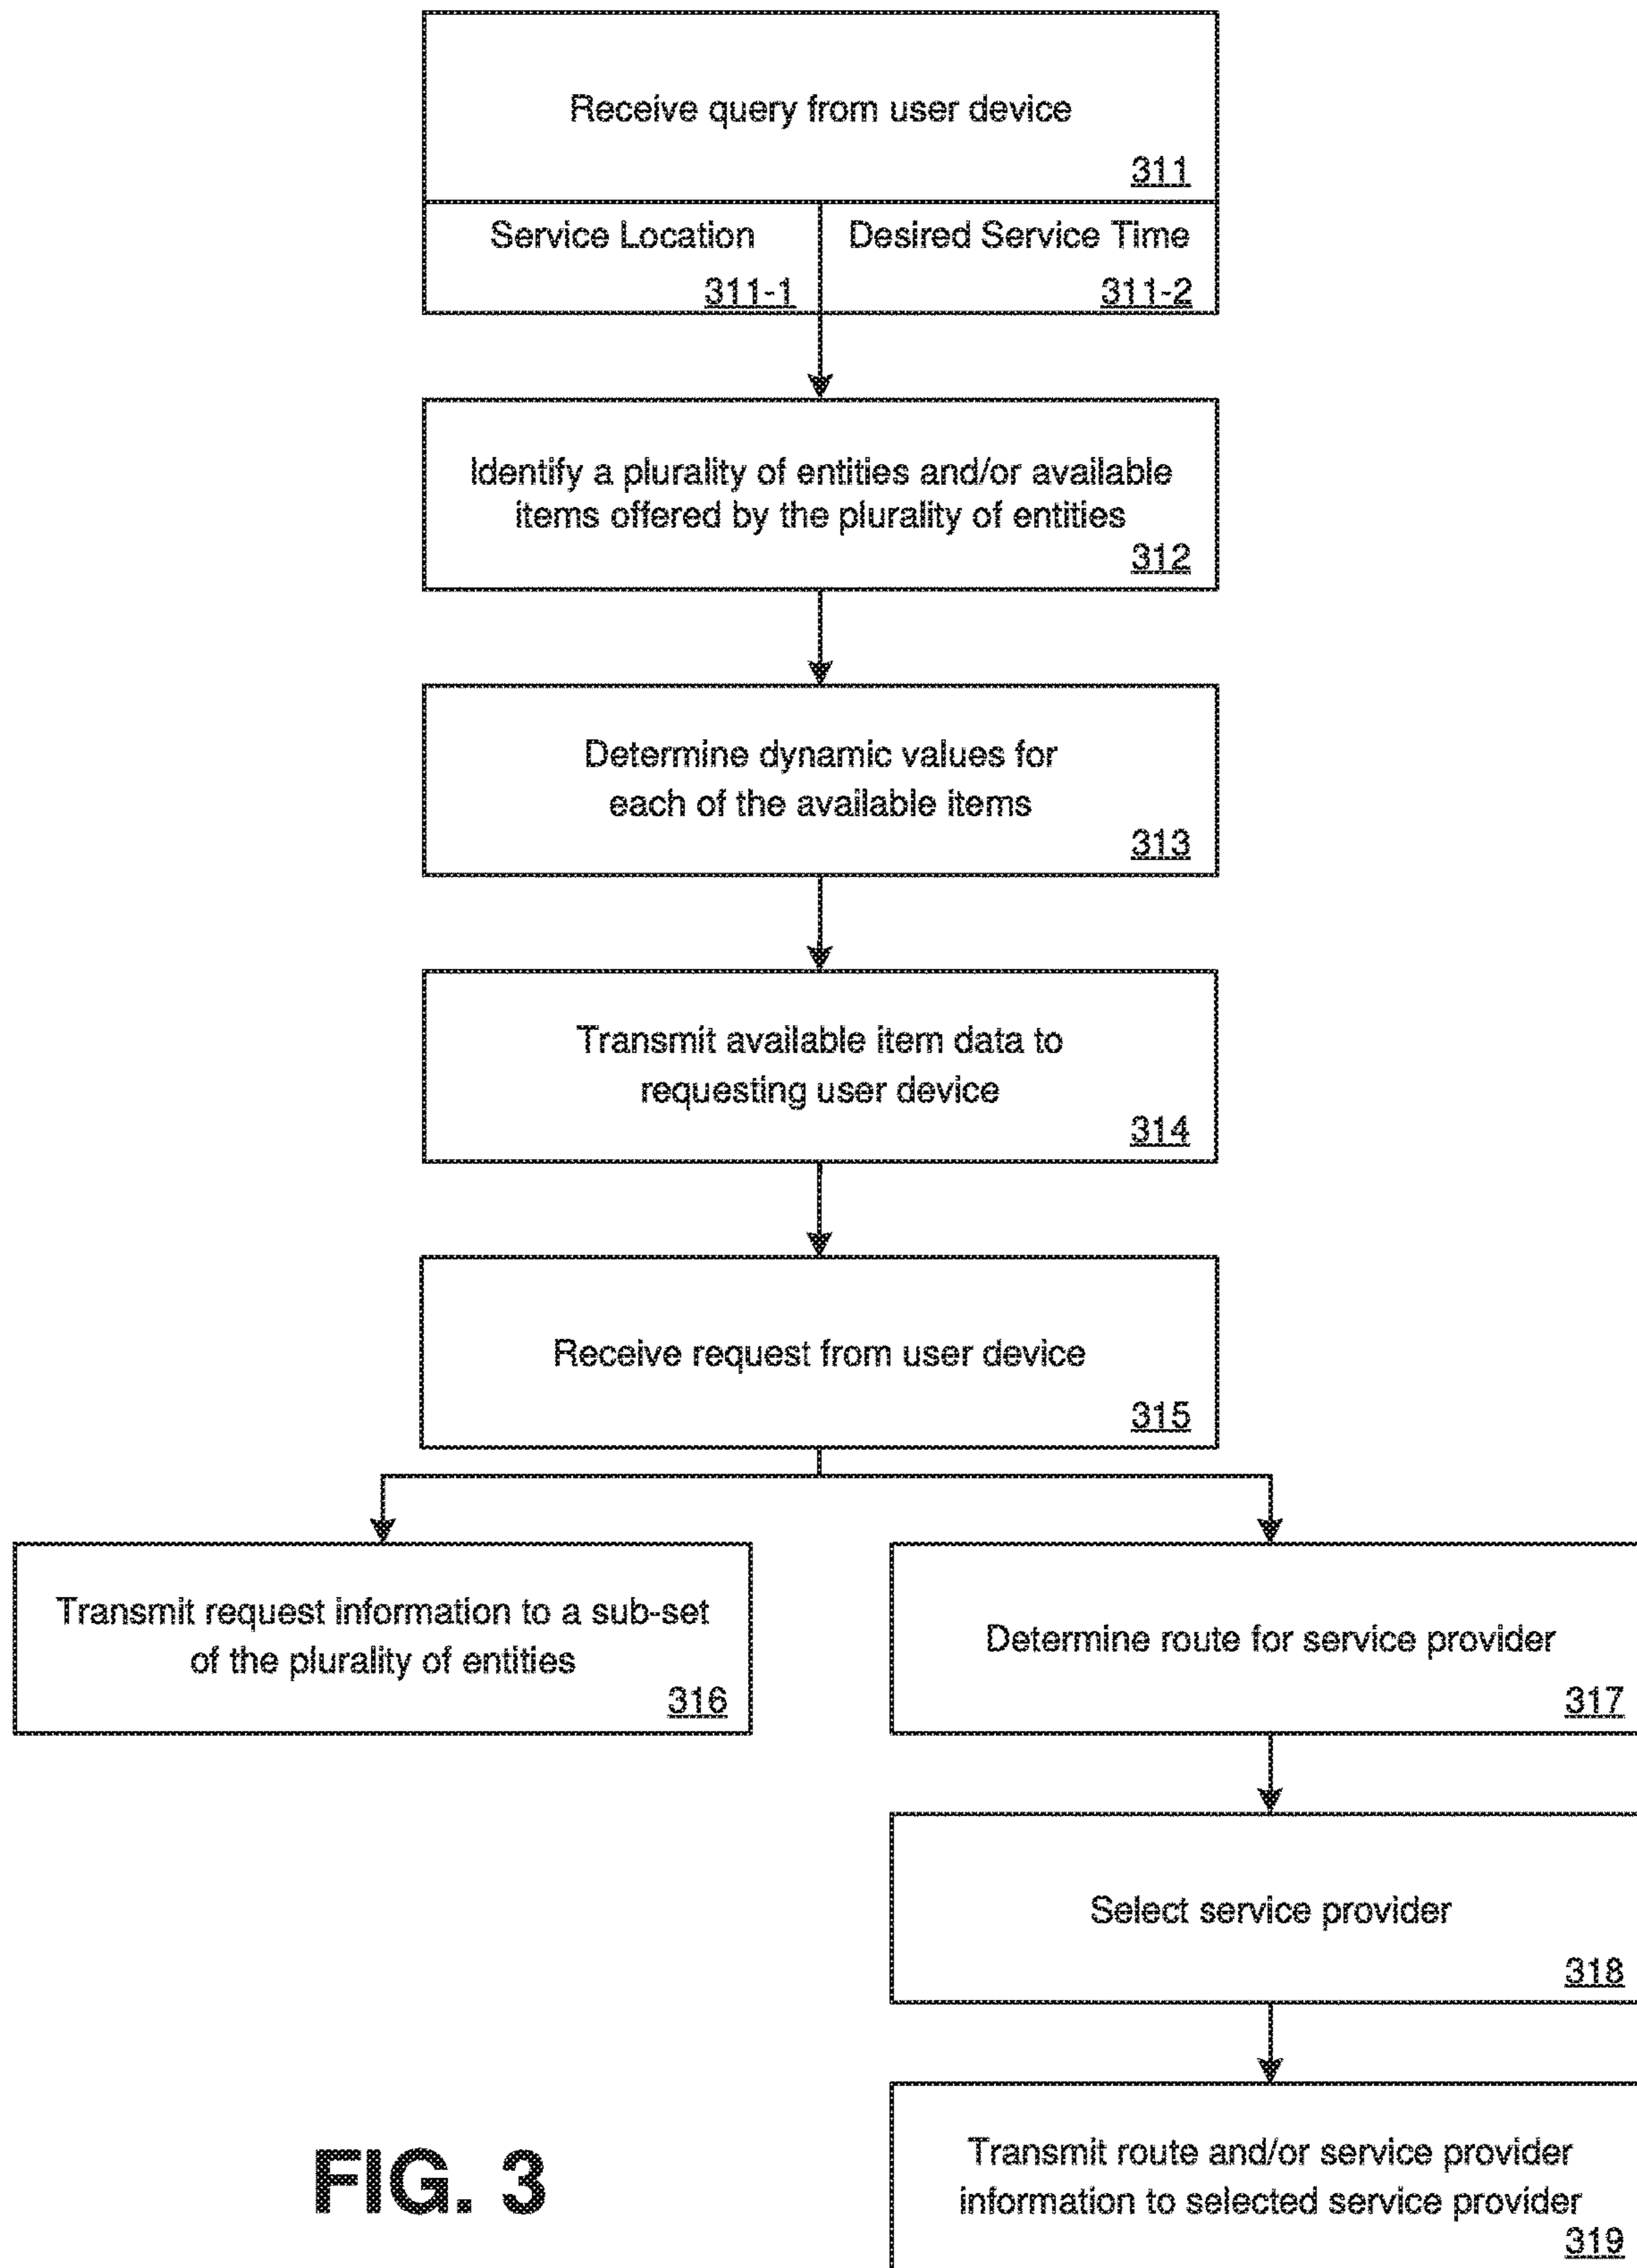 Receive query from user device
311
Service Location
311-1
Desired Service Time
311-2
Identify a plurality of entities and/or available
items offered by the plurality of entities
312
Determine dynamic values for
each of the available items
313
Transmit available item data to
requesting user device
314
Receive request from user device
315
Transmit request information to a sub-set
of the plurality of entities
316
Determine route for service provider
317
Select service provider
318
Transmit route and/or service provider
information to selected service provider
319
FIG. 3